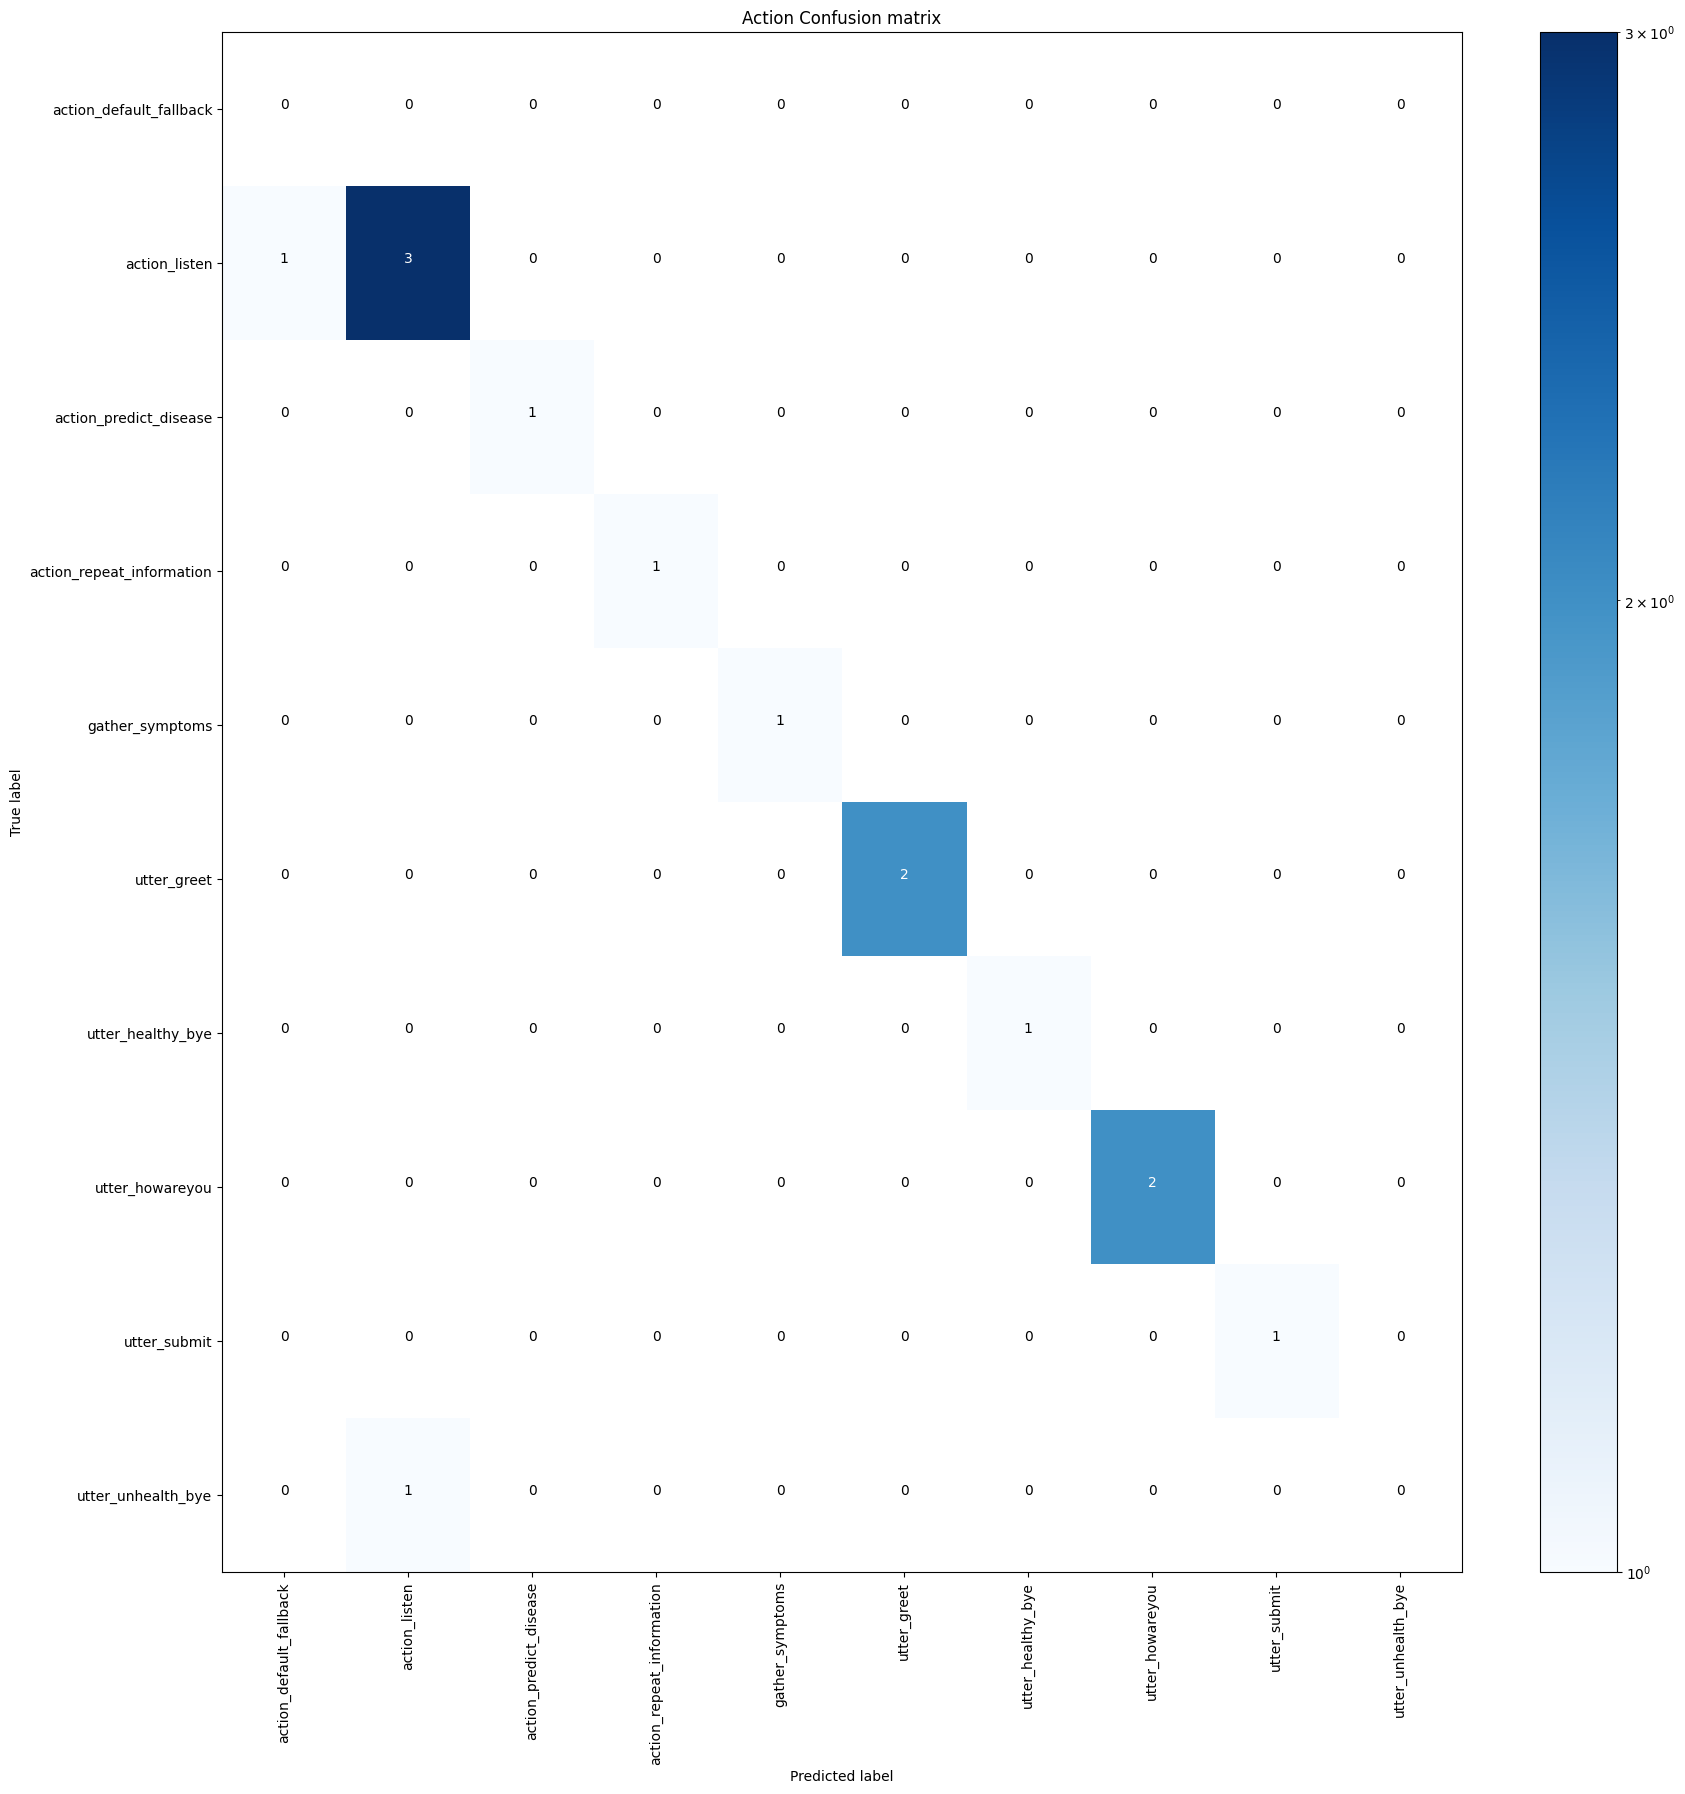 Action Confusion matrix
action_default_fallback 0 0 0 0 0 0 0 0 0 0
action_listen 1 3 0 0 0 0 0 0 0 0
action_predict_disease 0 0 1 0 0 0 0 0 0 0
action_repeat_information 0 0 0 1 0 0 0 0 0 0
gather_symptoms 0 0 0 0 1 0 0 0 0 0
utter_greet 0 0 0 0 0 2 0 0 0 0
utter_healthy_bye 0 0 0 0 0 0 1 0 0 0
utter_howareyou 0 0 0 0 0 0 0 2 0 0
utter_submit 0 0 0 0 0 0 0 0 1 0
utter_unhealth_bye 0 1 0 0 0 0 0 0 0 0
True label
action_default_fallback
action_listen
action_predict_disease
action_repeat_information
gather_symptoms
utter_greet
utter_healthy_bye
utter_howareyou
utter_submit
utter_unhealth_bye
Predicted label
3 × 10⁰
2 × 10⁰
10⁰